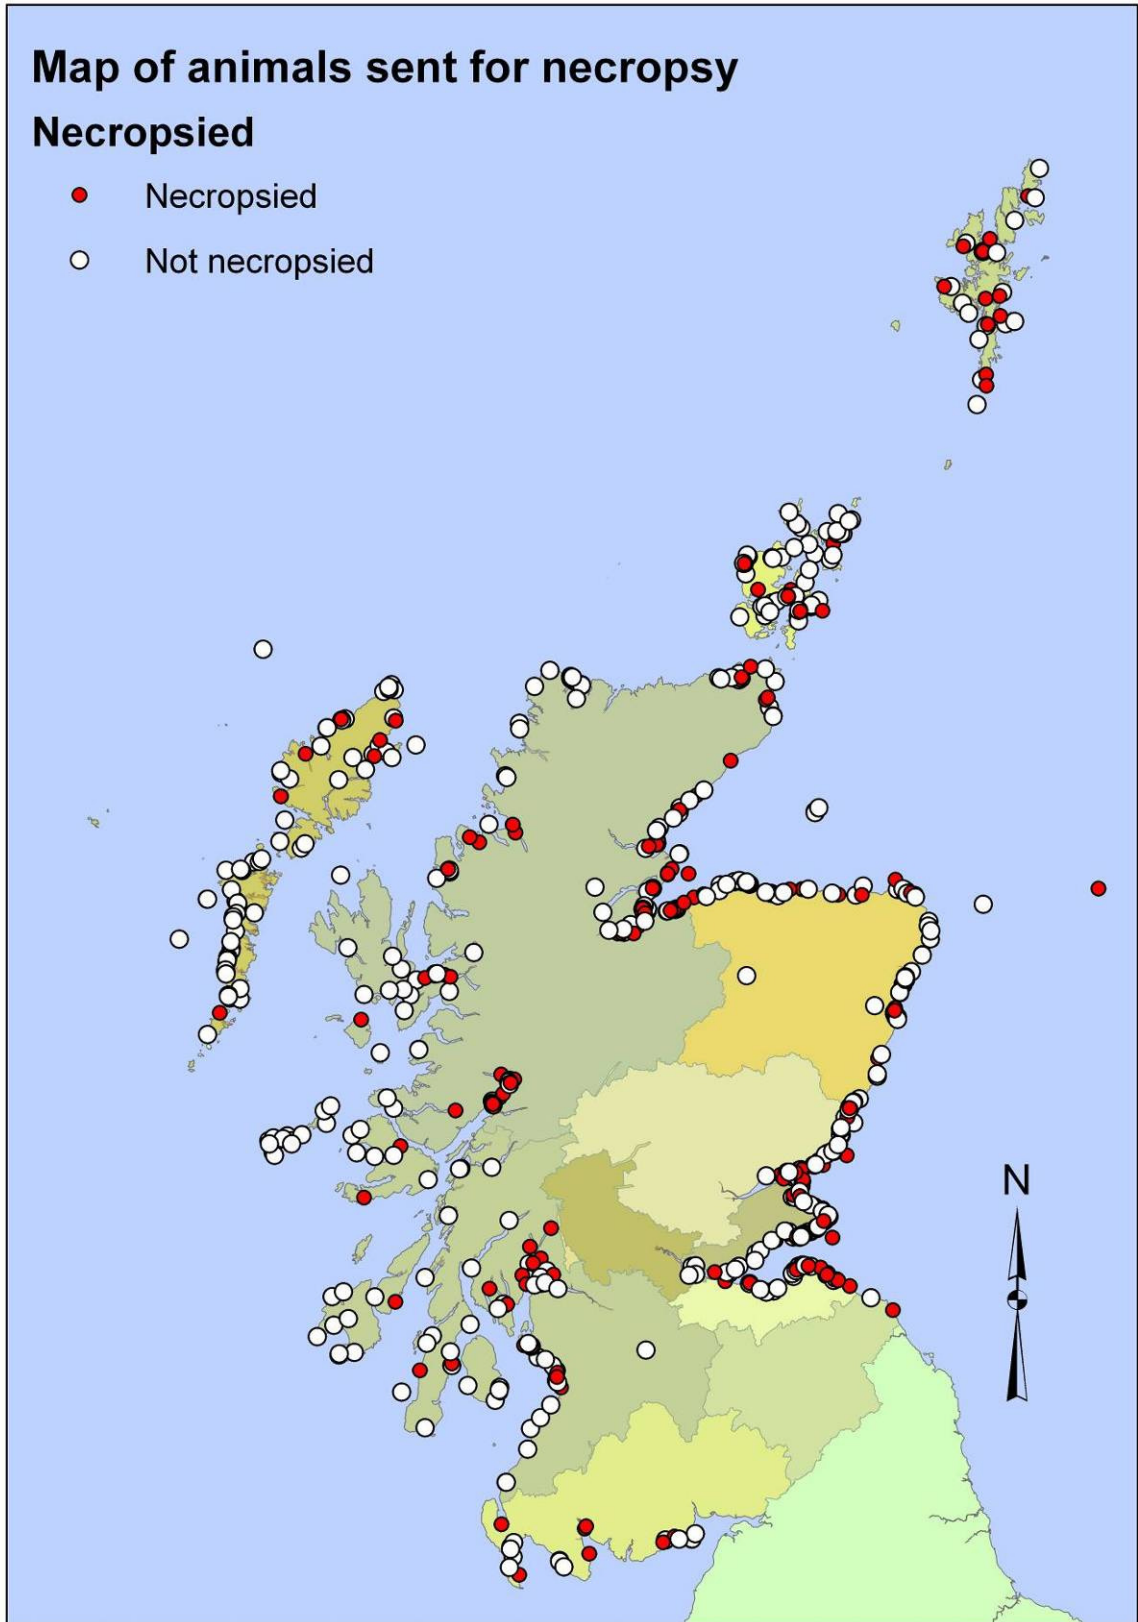 Map of animals sent for necropsy
Necropsied
Necropsied
Not necropsied
N